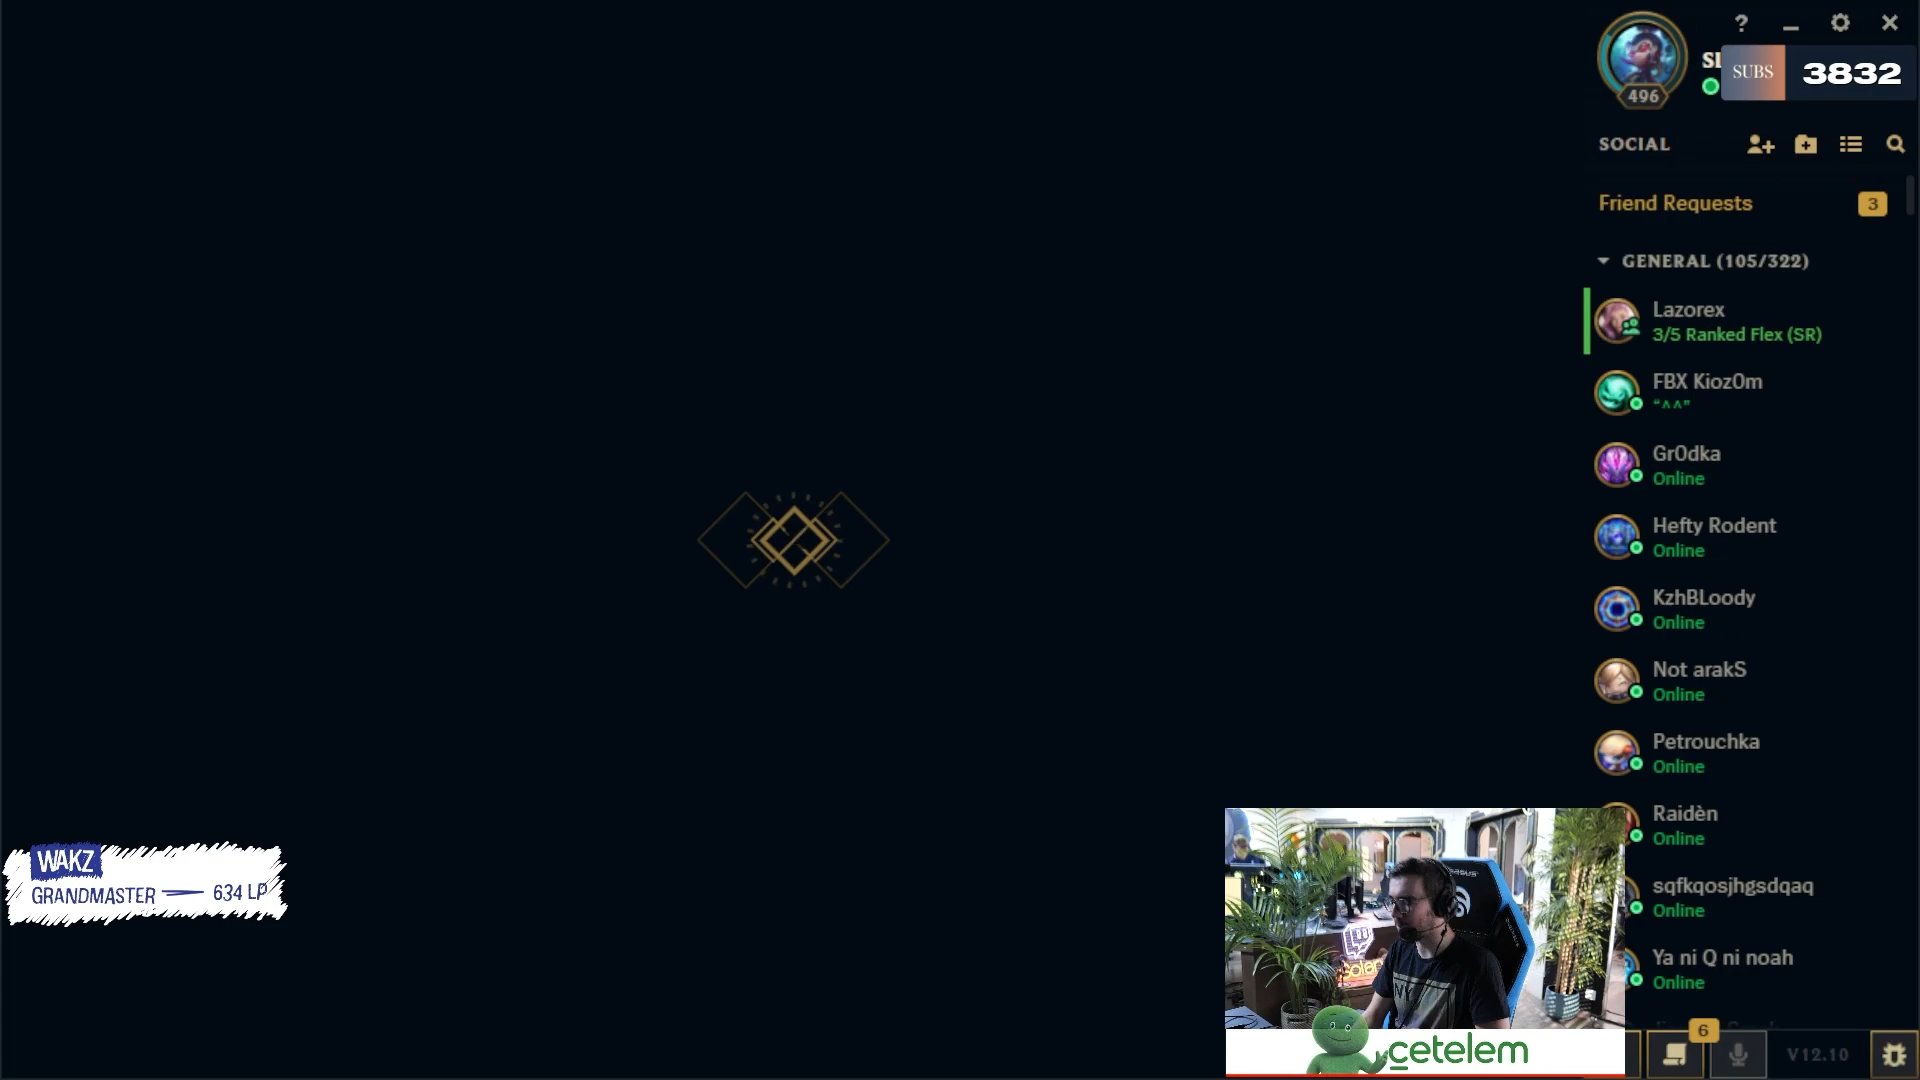 SUBS 3832
496
SOCIAL
Friend Requests 3
GENERAL (105/322)
Lazorex
3/5 Ranked Flex (SR)
FBX Kioz0m
“^^”
Gr0dka
Online
Hefty Rodent
Online
KzhBLoody
Online
Not arakS
Online
Petrouchka
Online
Raidèn
Online
sqfkqosjhgsdqaq
Online
Ya ni Q ni noah
Online
WAKZ
GRANDMASTER — 634 LP
cetelem
6
V12.10